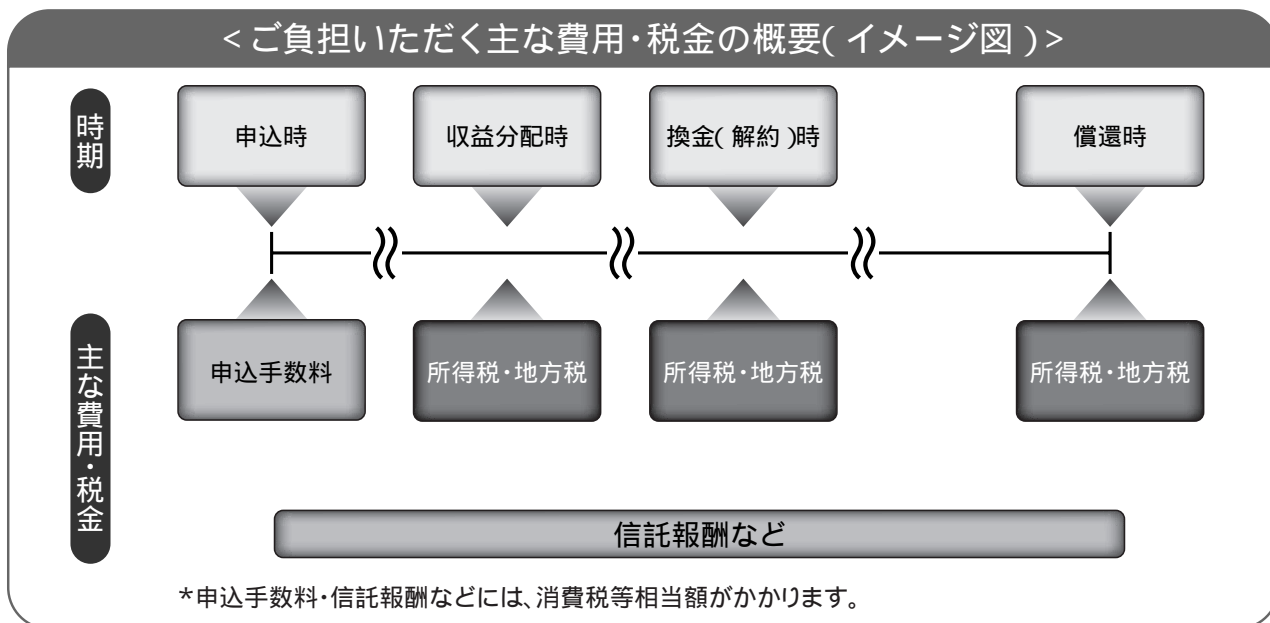 <ご負担いただく主な費用・税金の概要(イメージ図)>
時期
申込時
収益分配時
換金(解約)時
償還時
主な費用・税金
申込手数料
所得税・地方税
所得税・地方税
所得税・地方税
信託報酬など
*申込手数料・信託報酬などには、消費税等相当額がかかります。